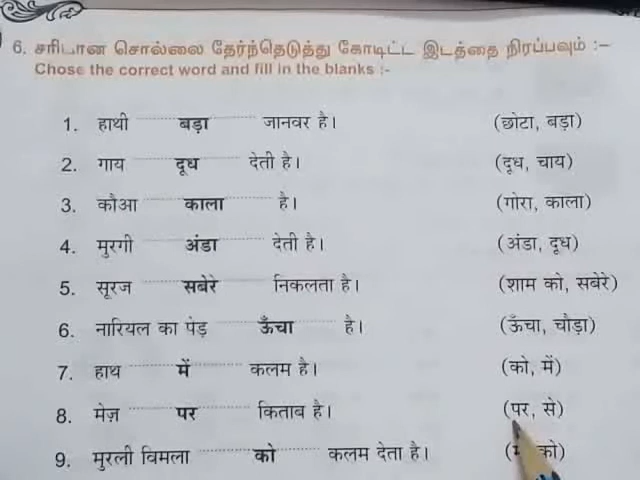 6. சரியான சொல்லை தேர்ந்தெடுத்து கோடிட்ட இடத்தை நிரப்பவும் :-
Chose the correct word and fill in the blanks :-
1. हाथी बड़ा जानवर है। (छोटा, बड़ा)
2. गाय दूध देती है। (दूध, चाय)
3. कौआ काला है। (गोरा, काला)
4. मुरगी अंडा देती है। (अंडा, दूध)
5. सूरज सबेरे निकलता है। (शाम को, सबेरे)
6. नारियल का पेड़ ऊँचा है। (ऊँचा, चौड़ा)
7. हाथ में कलम है। (को, में)
8. मेज़ पर किताब है। (पर, से)
9. मुरली विमला को कलम देता है। को)